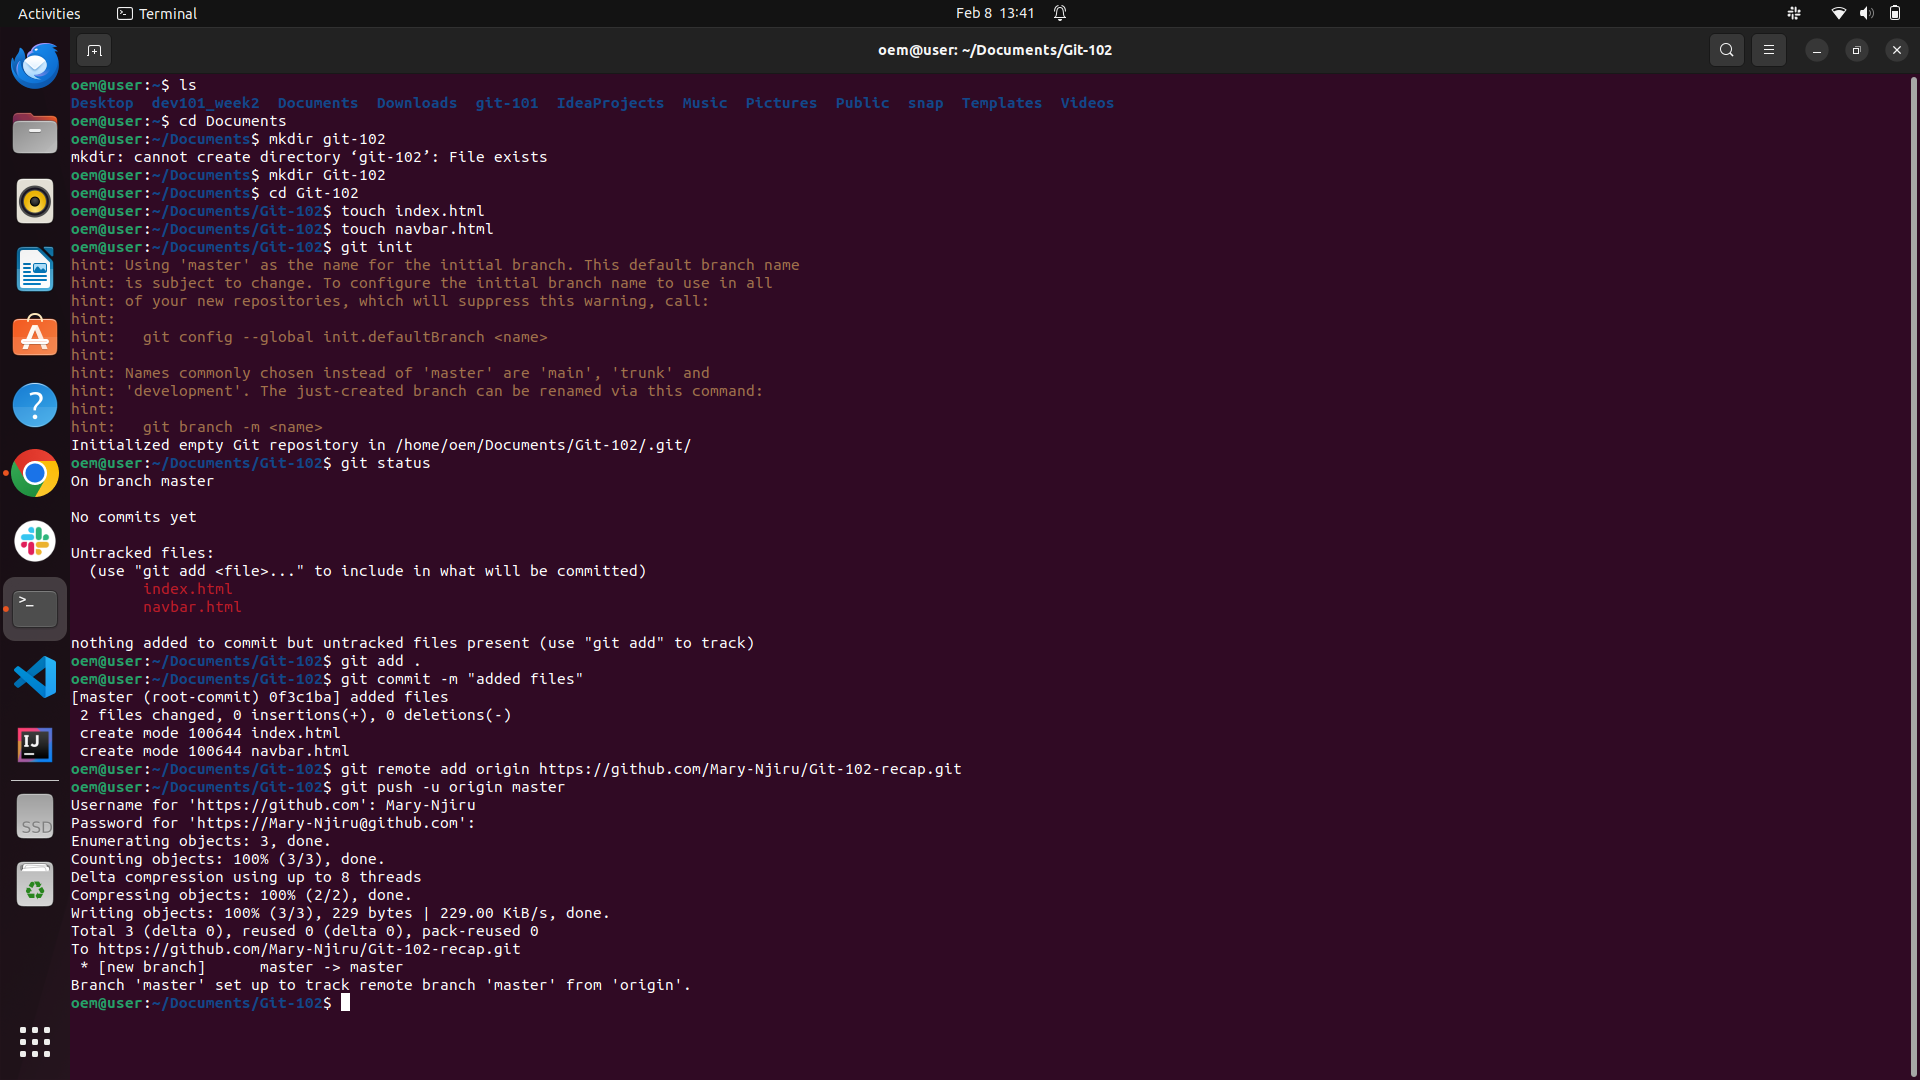 Activities Terminal Feb 8 13:41
oem@user: ~/Documents/Git-102
oem@user:~$ ls
Desktop dev101_week2 Documents Downloads git-101 IdeaProjects Music Pictures Public snap Templates Videos
oem@user:~$ cd Documents
oem@user:~/Documents$ mkdir git-102
mkdir: cannot create directory ‘git-102’: File exists
oem@user:~/Documents$ mkdir Git-102
oem@user:~/Documents$ cd Git-102
oem@user:~/Documents/Git-102$ touch index.html
oem@user:~/Documents/Git-102$ touch navbar.html
oem@user:~/Documents/Git-102$ git init
hint: Using 'master' as the name for the initial branch. This default branch name
hint: is subject to change. To configure the initial branch name to use in all
hint: of your new repositories, which will suppress this warning, call:
hint:
hint:   git config --global init.defaultBranch <name>
hint:
hint: Names commonly chosen instead of 'master' are 'main', 'trunk' and
hint: 'development'. The just-created branch can be renamed via this command:
hint:
hint:   git branch -m <name>
Initialized empty Git repository in /home/oem/Documents/Git-102/.git/
oem@user:~/Documents/Git-102$ git status
On branch master
No commits yet
Untracked files:
  (use "git add <file>..." to include in what will be committed)
        index.html
        navbar.html
nothing added to commit but untracked files present (use "git add" to track)
oem@user:~/Documents/Git-102$ git add .
oem@user:~/Documents/Git-102$ git commit -m "added files"
[master (root-commit) 0f3c1ba] added files
 2 files changed, 0 insertions(+), 0 deletions(-)
 create mode 100644 index.html
 create mode 100644 navbar.html
oem@user:~/Documents/Git-102$ git remote add origin https://github.com/Mary-Njiru/Git-102-recap.git
oem@user:~/Documents/Git-102$ git push -u origin master
Username for 'https://github.com': Mary-Njiru
Password for 'https://Mary-Njiru@github.com':
Enumerating objects: 3, done.
Counting objects: 100% (3/3), done.
Delta compression using up to 8 threads
Compressing objects: 100% (2/2), done.
Writing objects: 100% (3/3), 229 bytes | 229.00 KiB/s, done.
Total 3 (delta 0), reused 0 (delta 0), pack-reused 0
To https://github.com/Mary-Njiru/Git-102-recap.git
 * [new branch]      master -> master
Branch 'master' set up to track remote branch 'master' from 'origin'.
oem@user:~/Documents/Git-102$
IJ
SSD